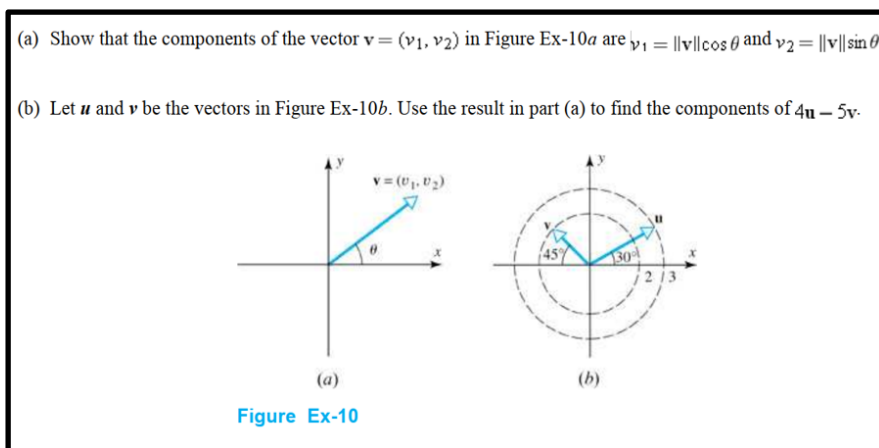 (a) Show that the components of the vector v = (v₁, v₂) in Figure Ex-10a are v₁ = ||v||cos θ and v₂ = ||v||sin θ
(b) Let u and v be the vectors in Figure Ex-10b. Use the result in part (a) to find the components of 4u – 5v.
y
v = (v₁, v₂)
θ
x
(a)
y
v
u
45°
30°
x
2
3
(b)
Figure Ex-10